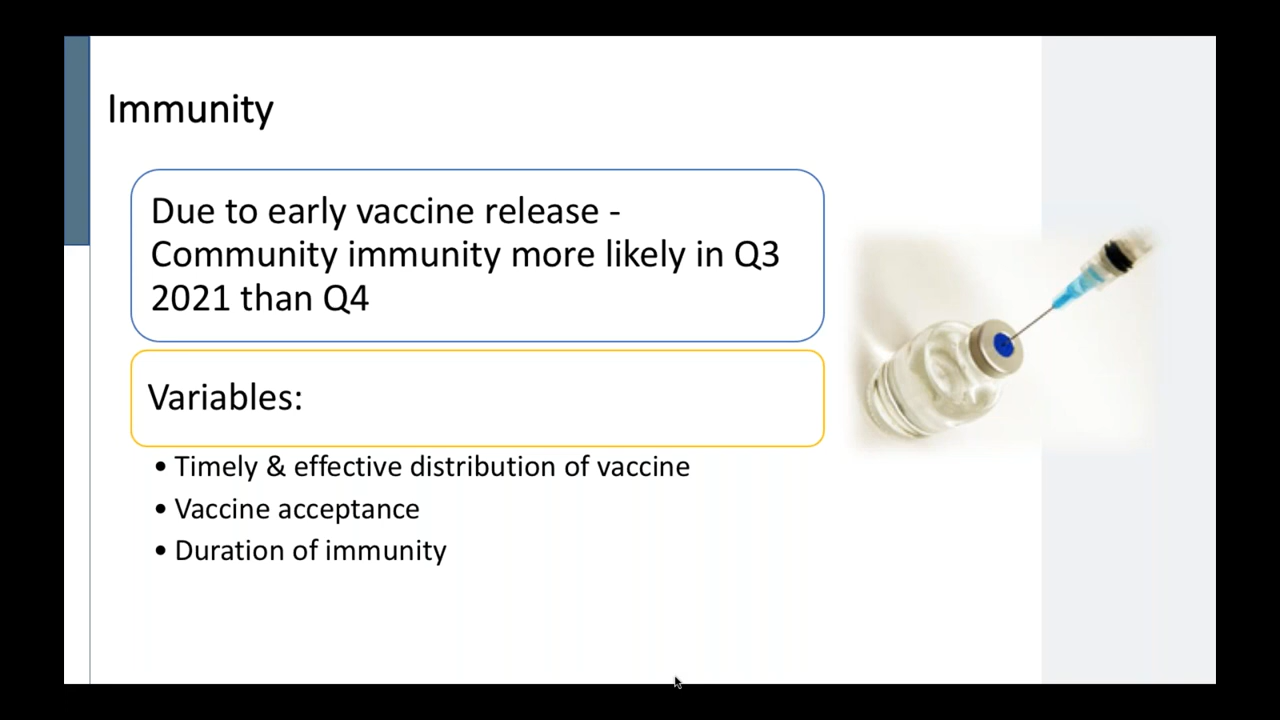 Immunity
Due to early vaccine release -
Community immunity more likely in Q3
2021 than Q4
Variables:
• Timely & effective distribution of vaccine
• Vaccine acceptance
• Duration of immunity